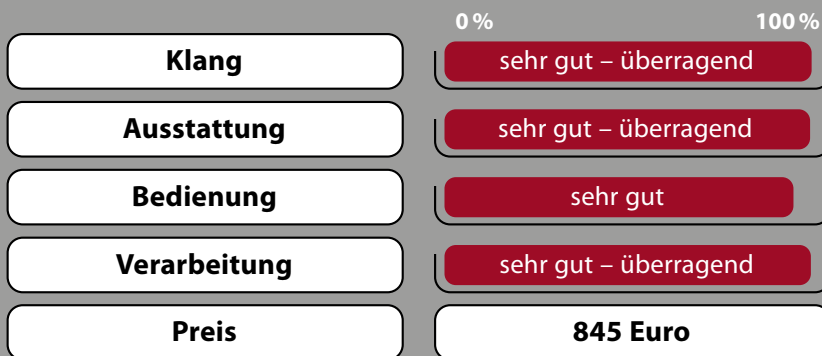 0 % 100 %
Klang sehr gut – überragend
Ausstattung sehr gut – überragend
Bedienung sehr gut
Verarbeitung sehr gut – überragend
Preis 845 Euro